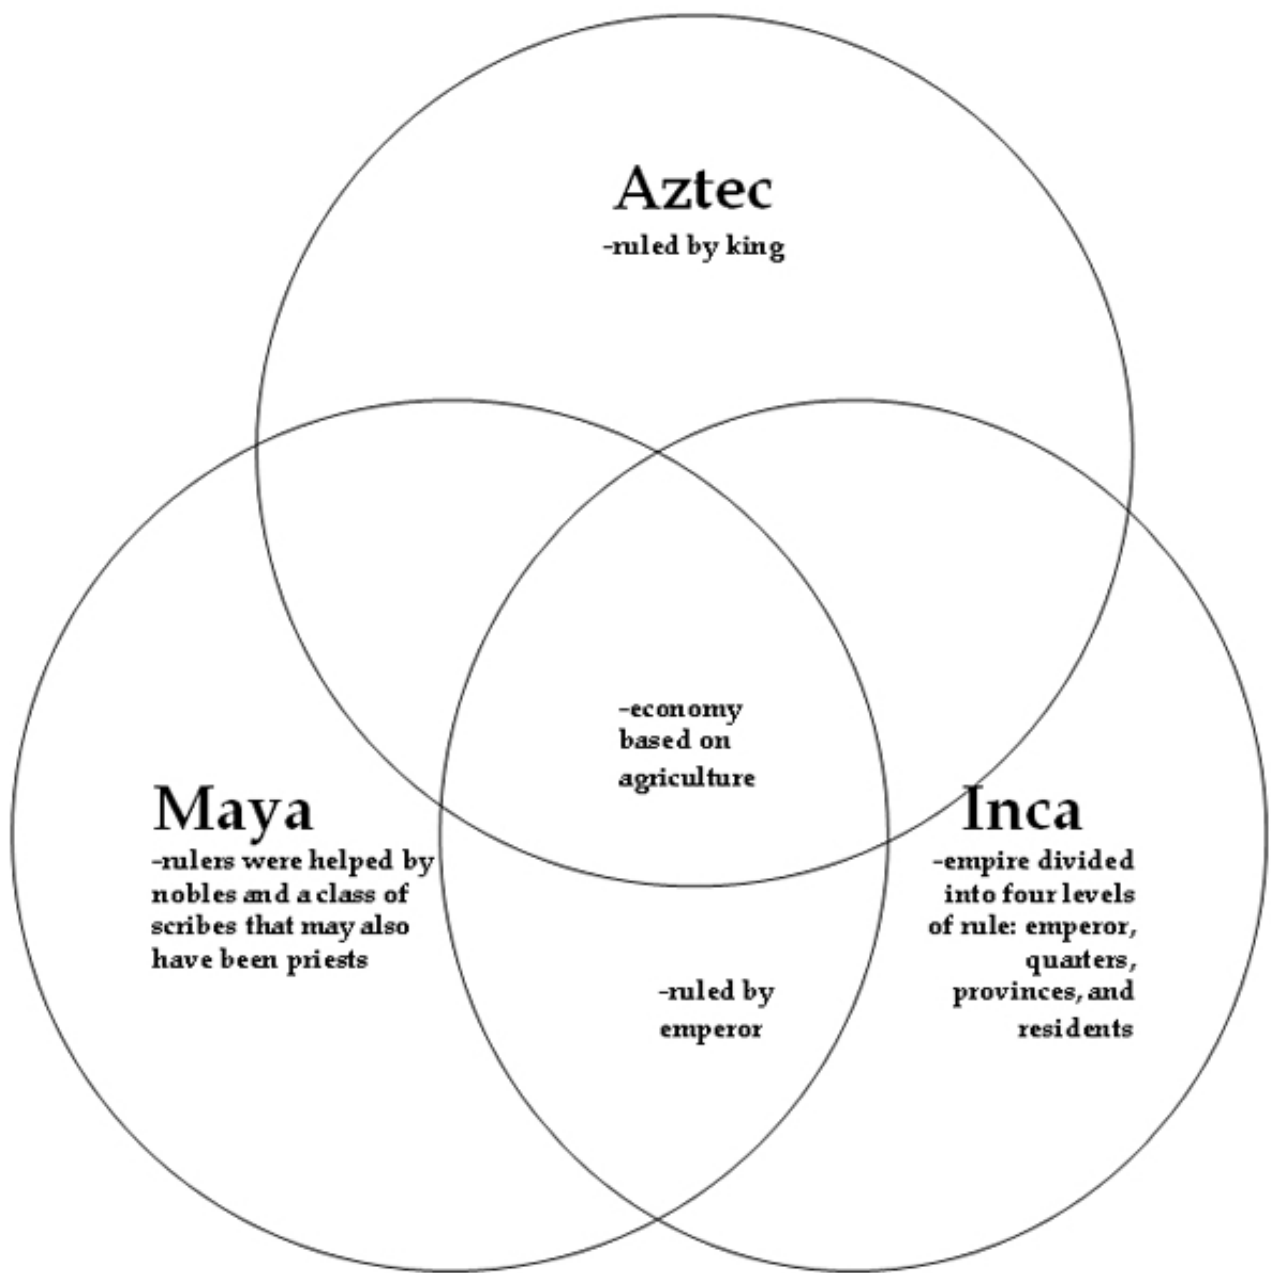 Aztec
-ruled by king
-economy
based on
agriculture
Maya
-rulers were helped by
nobles and a class of
scribes that may also
have been priests
Inca
-empire divided
into four levels
of rule: emperor,
quarters,
provinces, and
residents
-ruled by
emperor